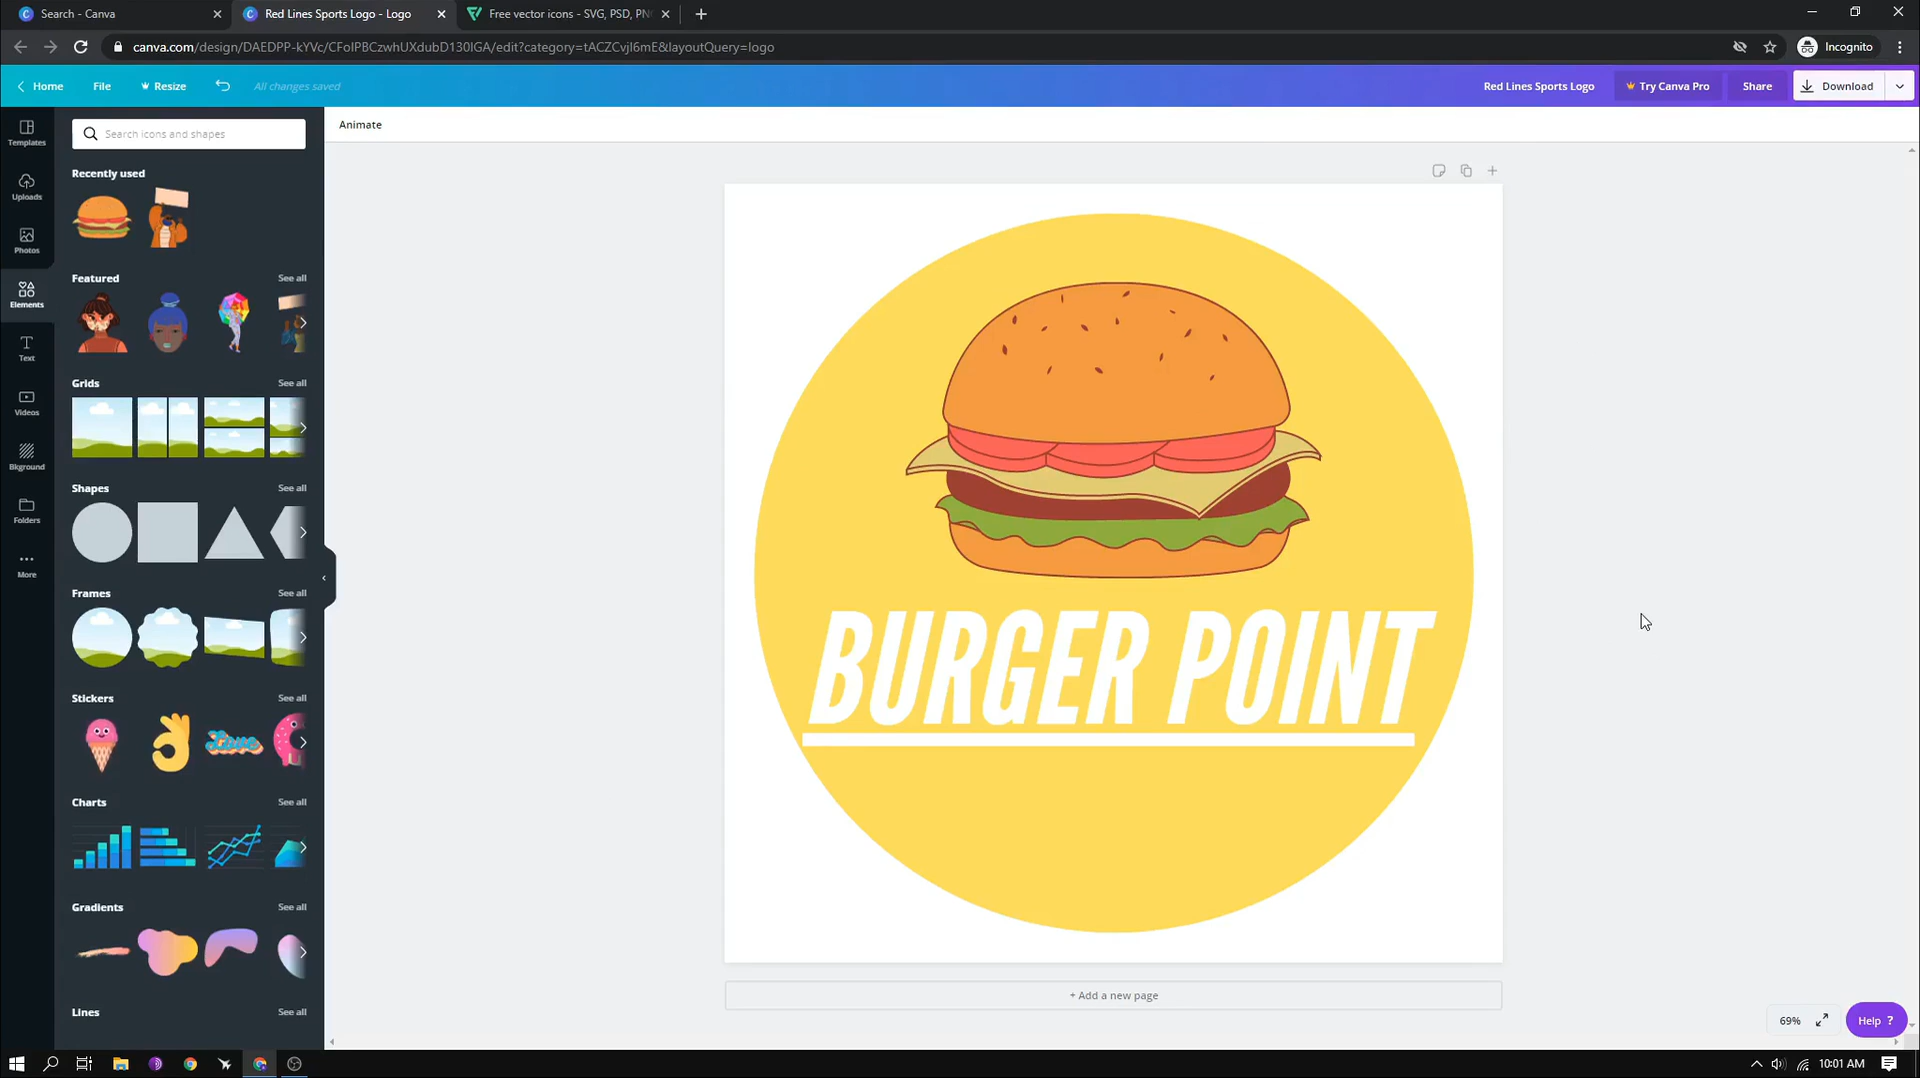 Search - Canva
Red Lines Sports Logo - Logo
Free vector icons - SVG, PSD, PN
canva.com/design/DAEDPP-kYVc/CFoIPBCzwhUXdubD130IGA/edit?category=tACZCvjI6mE&layoutQuery=logo
Incognito
Home
File
Resize
All changes saved
Red Lines Sports Logo
Try Canva Pro
Share
Download
Templates
Uploads
Photos
Elements
Text
Videos
Bkground
Folders
More
Search icons and shapes
Recently used
Featured
See all
Grids
See all
Shapes
See all
Frames
See all
Stickers
See all
Love
Charts
See all
Gradients
See all
Lines
See all
Animate
BURGER POINT
+ Add a new page
69%
Help ?
10:01 AM